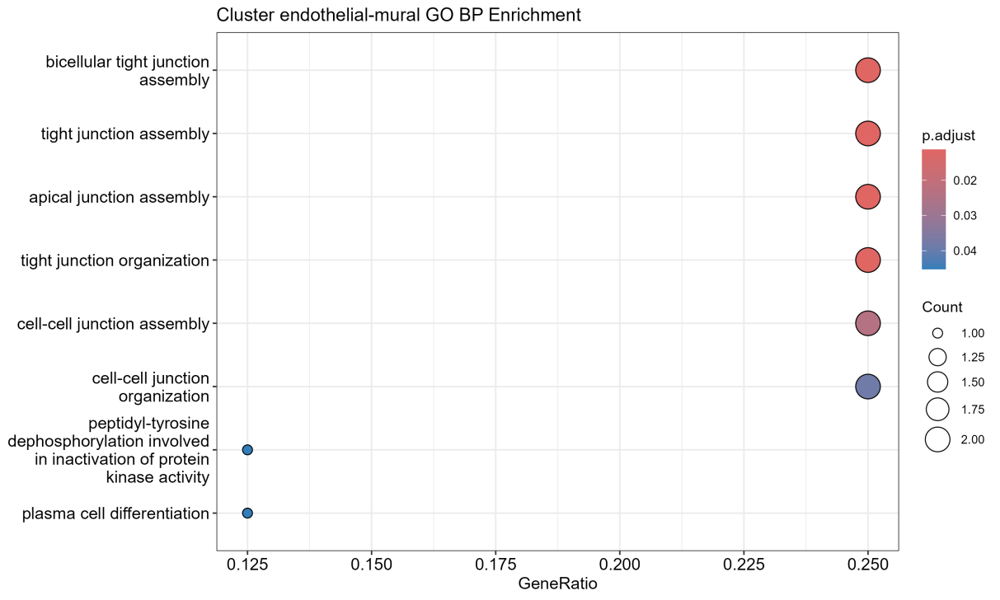 Cluster endothelial-mural GO BP Enrichment
bicellular tight junction
assembly
tight junction assembly
apical junction assembly
tight junction organization
cell-cell junction assembly
cell-cell junction
organization
peptidyl-tyrosine
dephosphorylation involved
in inactivation of protein
kinase activity
plasma cell differentiation
0.125 0.150 0.175 0.200 0.225 0.250
GeneRatio
p.adjust
0.02
0.03
0.04
Count
1.00
1.25
1.50
1.75
2.00